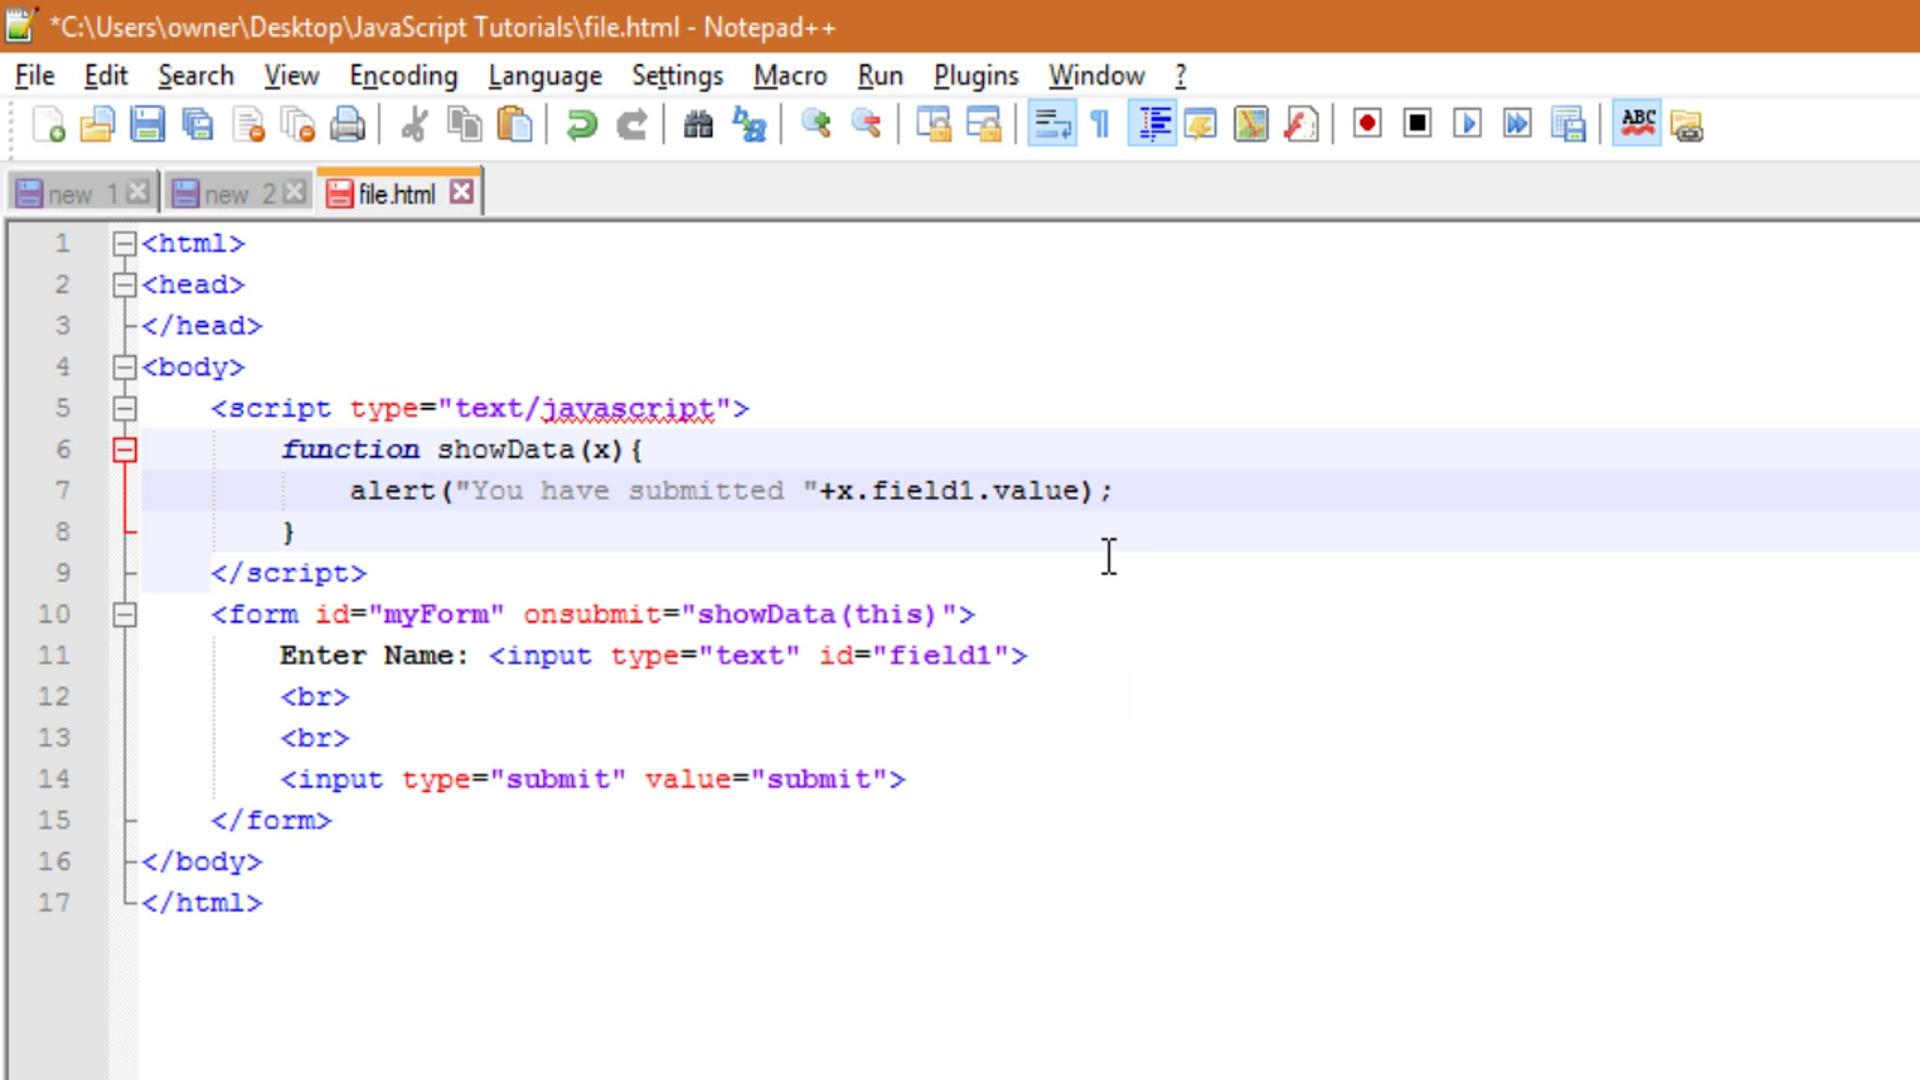 *C:\Users\owner\Desktop\JavaScript Tutorials\file.html - Notepad++
File Edit Search View Encoding Language Settings Macro Run Plugins Window ?
ABC
new 1 new 2 file.html
1 <html>
2 <head>
3 </head>
4 <body>
5 <script type="text/javascript">
6 function showData(x){
7 alert("You have submitted "+x.field1.value);
8 }
9 </script>
10 <form id="myForm" onsubmit="showData(this)">
11 Enter Name: <input type="text" id="field1">
12 <br>
13 <br>
14 <input type="submit" value="submit">
15 </form>
16 </body>
17 </html>